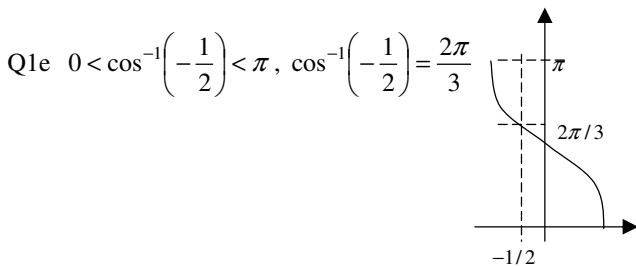 Q1e 0 < cos⁻¹(−1/2) < π , cos⁻¹(−1/2) = 2π/3
π
2π/3
−1/2